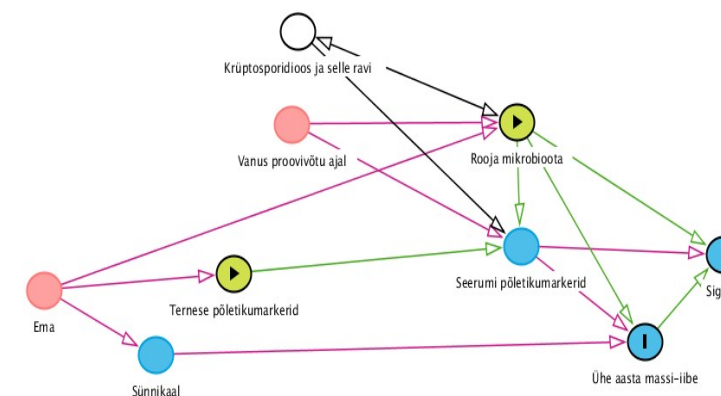 Krüptosporidioos ja selle ravi
Vanus proovivõtu ajal
Rooja mikrobioota
Seerumi põletikumarkerid
Sig
Ternese põletikumarkerid
Ema
Ühe aasta massi-iibe
Sünnikaal